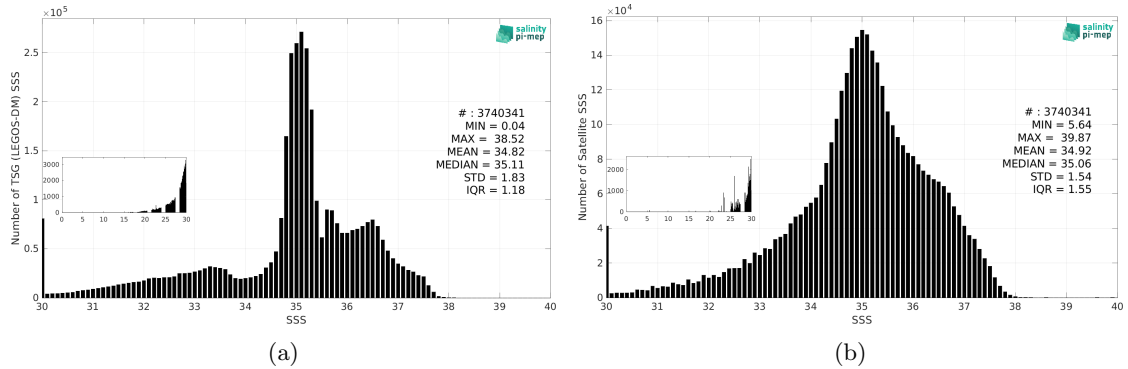 ×10⁵
salinity
pi-mep
Number of TSG (LEGOS-DM) SSS
2.5
2
1.5
1
0.5
0
# : 3740341
MIN = 0.04
MAX = 38.52
MEAN = 34.82
MEDIAN = 35.11
STD = 1.83
IQR = 1.18
3000
2000
1000
0
0 5 10 15 20 25 30
30 31 32 33 34 35 36 37 38 39 40
SSS
(a)
×10⁴
salinity
pi-mep
Number of Satellite SSS
16
14
12
10
8
6
4
2
0
# : 3740341
MIN = 5.64
MAX = 39.87
MEAN = 34.92
MEDIAN = 35.06
STD = 1.54
IQR = 1.55
2000
1000
0
0 5 10 15 20 25 30
30 31 32 33 34 35 36 37 38 39 40
SSS
(b)